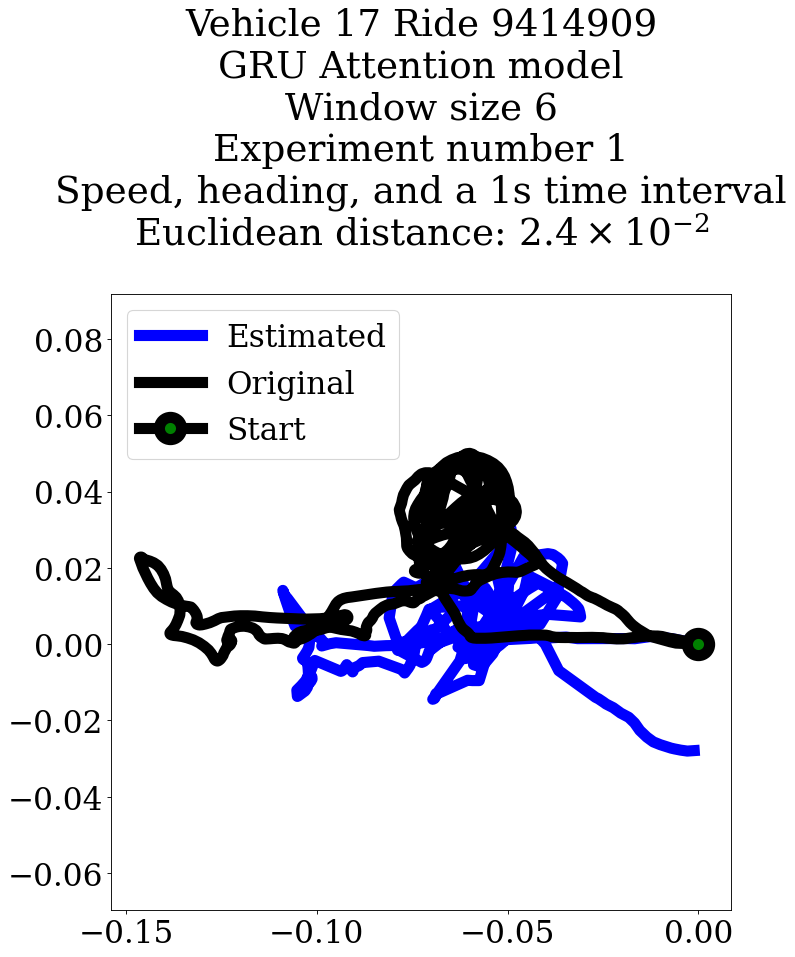 Vehicle 17 Ride 9414909
GRU Attention model
Window size 6
Experiment number 1
Speed, heading, and a 1s time interval
Euclidean distance: 2.4 × 10⁻²
Estimated
Original
Start
0.08
0.06
0.04
0.02
0.00
−0.02
−0.04
−0.06
−0.15 −0.10 −0.05 0.00